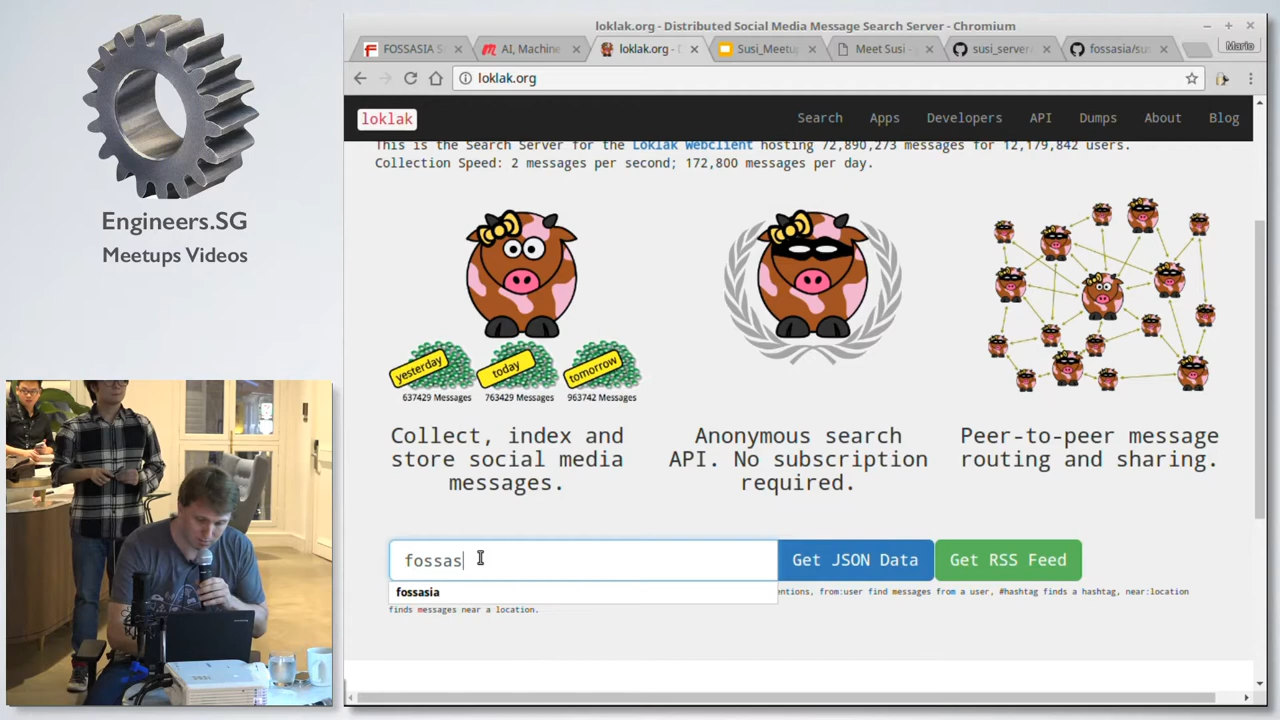 Engineers.SG
Meetups Videos
loklak.org - Distributed Social Media Message Search Server - Chromium
FOSSASIA S
AI, Machine
loklak.org - D
Susi_Meetu
Meet Susi -
susi_server
fossasia/sus
Mario
loklak.org
loklak
Search Apps Developers API Dumps About Blog
This is the Search Server for the Loklak Webclient hosting 72,890,273 messages for 12,179,842 users.
Collection Speed: 2 messages per second; 172,800 messages per day.
yesterday
today
tomorrow
637429 Messages
763429 Messages
963742 Messages
Collect, index and
store social media
messages.
Anonymous search
API. No subscription
required.
Peer-to-peer message
routing and sharing.
fossas
Get JSON Data
Get RSS Feed
fossasia
entions, from:user find messages from a user, #hashtag finds a hashtag, near:location
finds messages near a location.